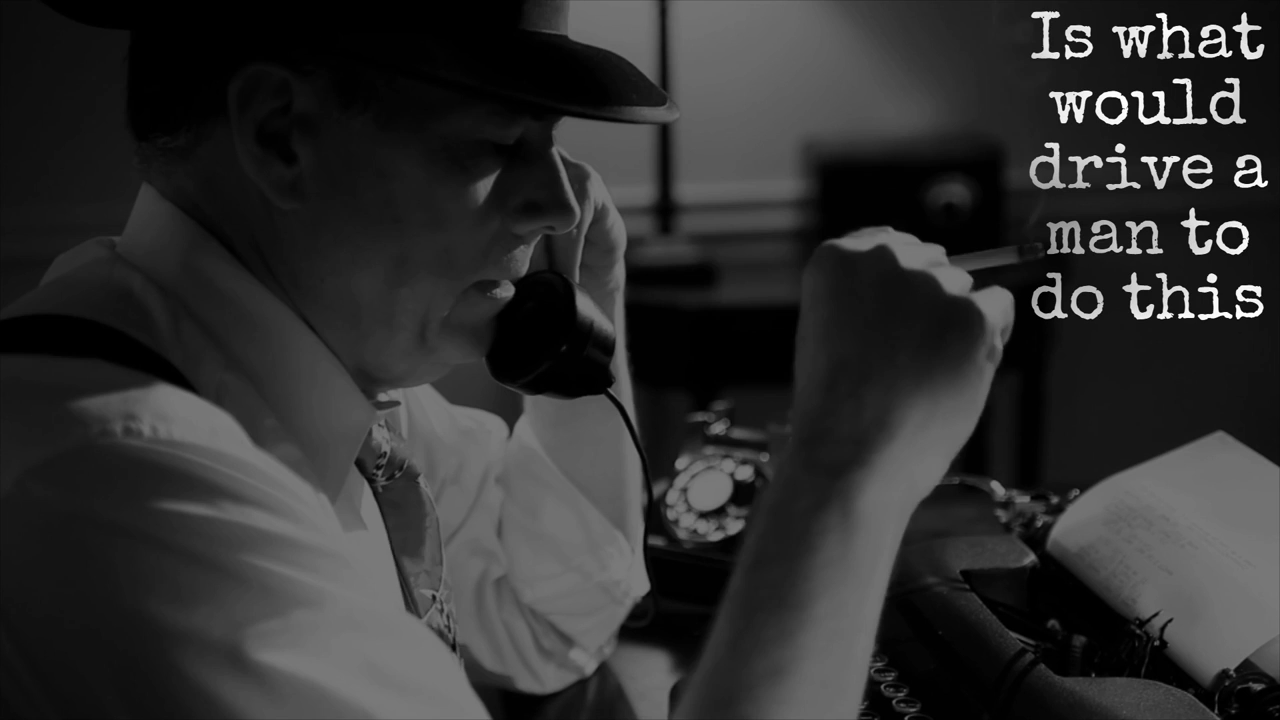 Is what
would
drive a
man to
do this